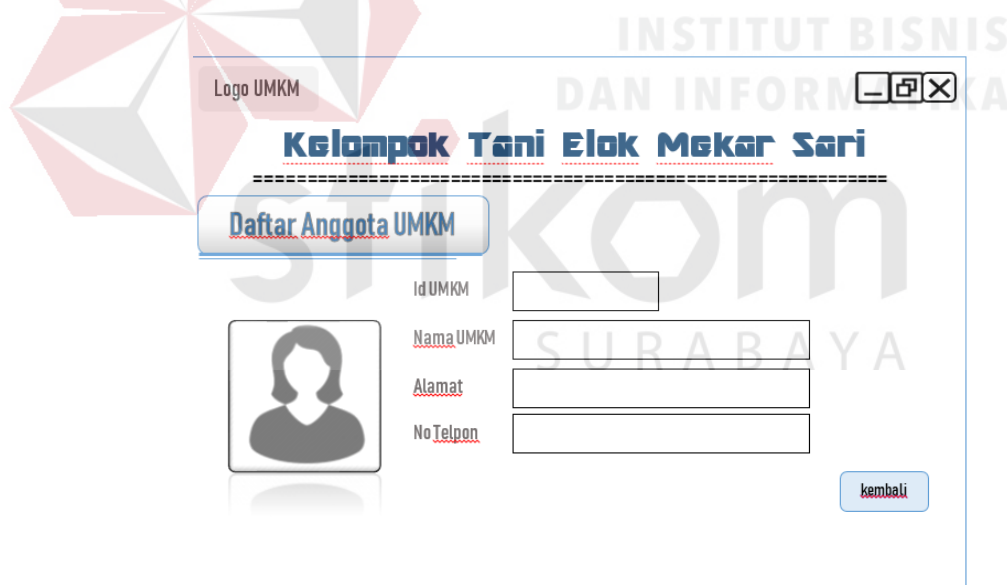 INSTITUT BISNIS
DAN INFORMATIKA
Logo UMKM
Kelompok Tani Elok Mekar Sari
stikom
SURABAYA
Daftar Anggota UMKM
Id UMKM
Nama UMKM
Alamat
No Telpon
kembali